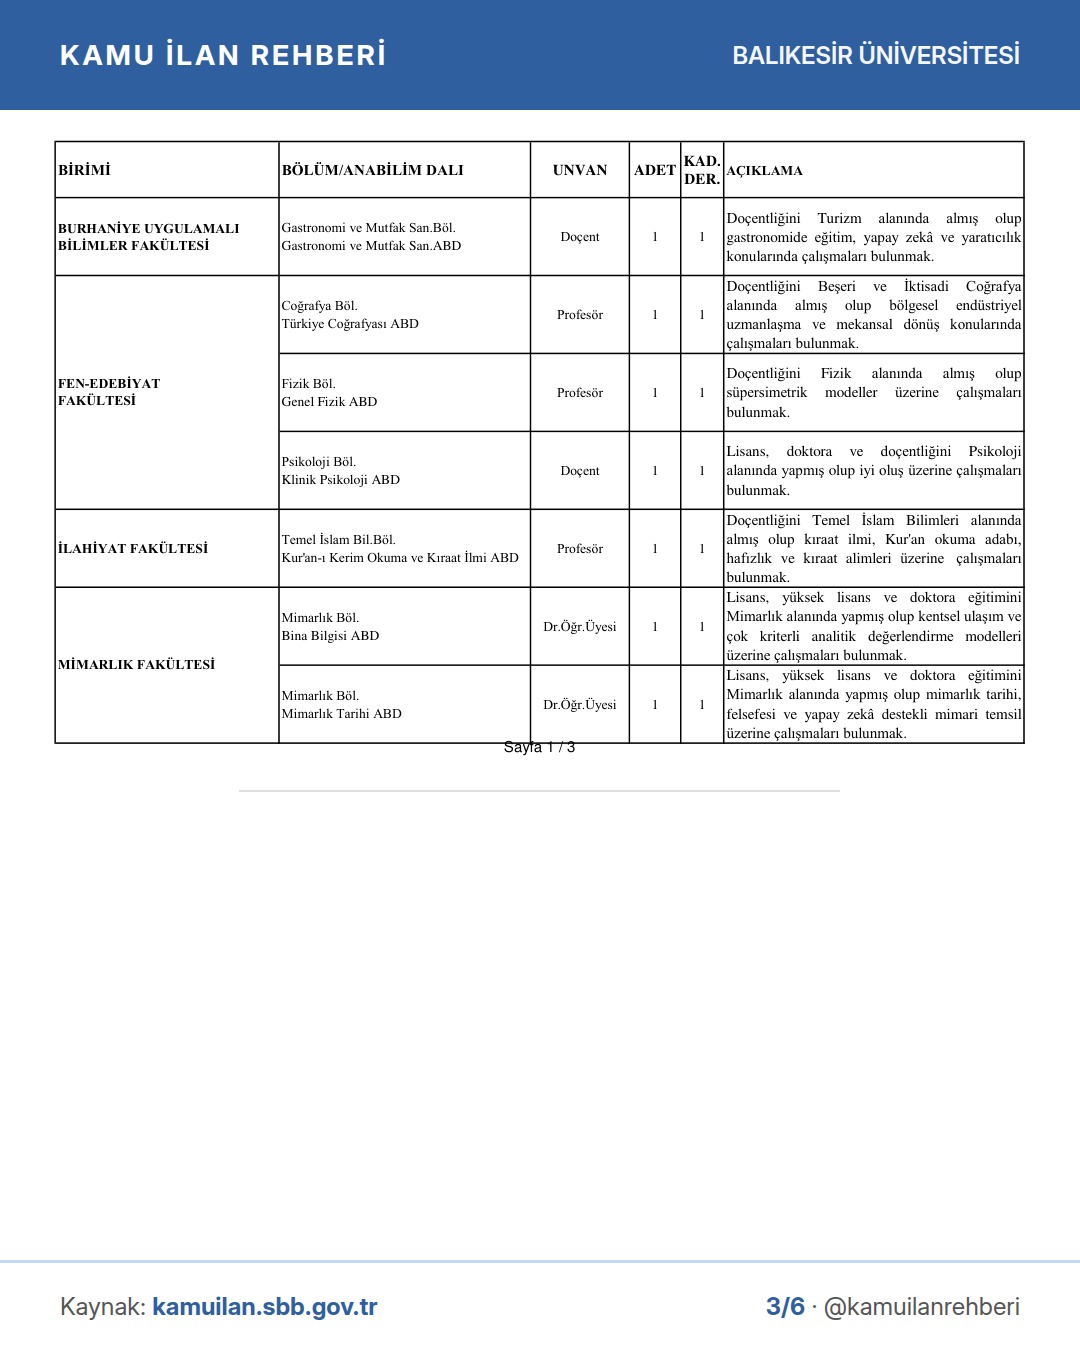 KAMU İLAN REHBERİ
BALIKESİR ÜNİVERSİTESİ
BİRİMİ
BÖLÜM/ANABİLİM DALI
UNVAN
ADET
KAD.
DER.
AÇIKLAMA
BURHANİYE UYGULAMALI
BİLİMLER FAKÜLTESİ
Gastronomi ve Mutfak San.Böl.
Gastronomi ve Mutfak San.ABD
Doçent
1
1
Doçentliğini Turizm alanında almış olup
gastronomide eğitim, yapay zekâ ve yaratıcılık
konularında çalışmaları bulunmak.
FEN-EDEBİYAT
FAKÜLTESİ
Coğrafya Böl.
Türkiye Coğrafyası ABD
Profesör
1
1
Doçentliğini Beşeri ve İktisadi Coğrafya
alanında almış olup bölgesel endüstriyel
uzmanlaşma ve mekansal dönüş konularında
çalışmaları bulunmak.
Fizik Böl.
Genel Fizik ABD
Profesör
1
1
Doçentliğini Fizik alanında almış olup
süpersimetrik modeller üzerine çalışmaları
bulunmak.
Psikoloji Böl.
Klinik Psikoloji ABD
Doçent
1
1
Lisans, doktora ve doçentliğini Psikoloji
alanında yapmış olup iyi oluş üzerine çalışmaları
bulunmak.
İLAHİYAT FAKÜLTESİ
Temel İslam Bil.Böl.
Kur'an-ı Kerim Okuma ve Kıraat İlmi ABD
Profesör
1
1
Doçentliğini Temel İslam Bilimleri alanında
almış olup kıraat ilmi, Kur'an okuma adabı,
hafızlık ve kıraat alimleri üzerine çalışmaları
bulunmak.
MİMARLIK FAKÜLTESİ
Mimarlık Böl.
Bina Bilgisi ABD
Dr.Öğr.Üyesi
1
1
Lisans, yüksek lisans ve doktora eğitimini
Mimarlık alanında yapmış olup kentsel ulaşım ve
çok kriterli analitik değerlendirme modelleri
üzerine çalışmaları bulunmak.
Mimarlık Böl.
Mimarlık Tarihi ABD
Dr.Öğr.Üyesi
1
1
Lisans, yüksek lisans ve doktora eğitimini
Mimarlık alanında yapmış olup mimarlık tarihi,
felsefesi ve yapay zekâ destekli mimari temsil
üzerine çalışmaları bulunmak.
Sayfa 1 / 3
Kaynak: kamuilan.sbb.gov.tr
3/6 · @kamuilanrehberi